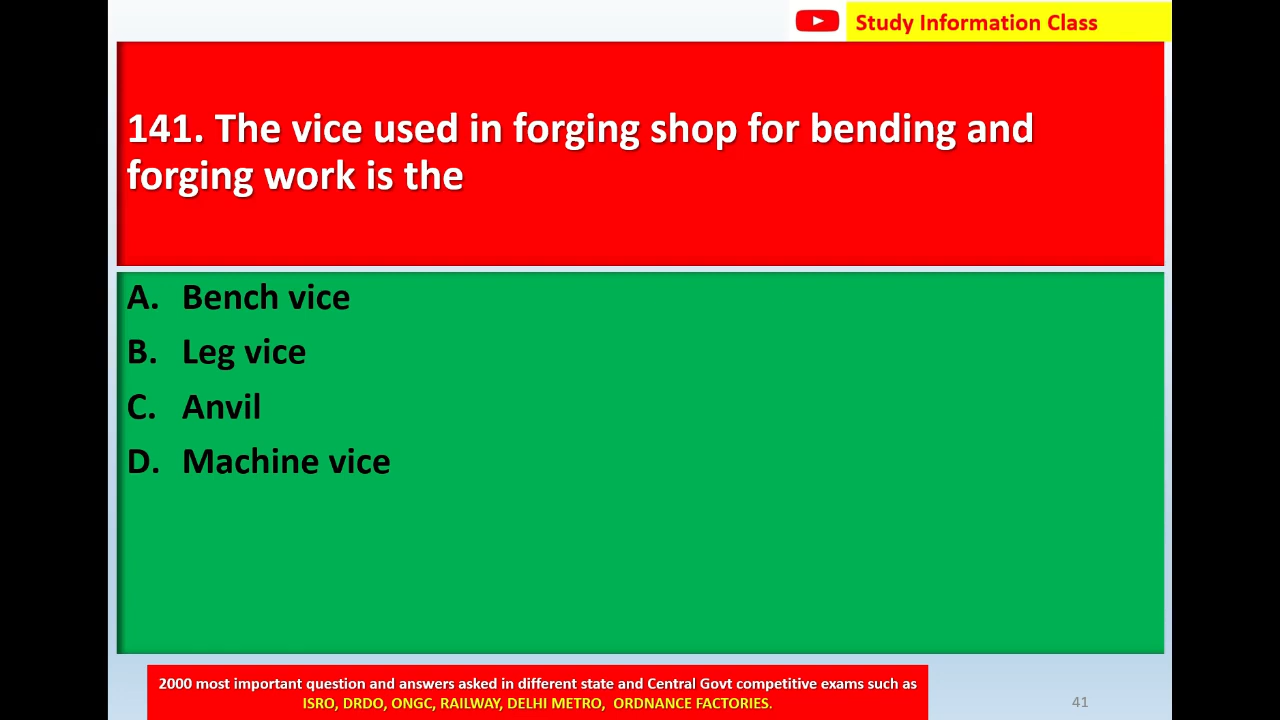 Study Information Class
141. The vice used in forging shop for bending and
forging work is the
A. Bench vice
B. Leg vice
C. Anvil
D. Machine vice
2000 most important question and answers asked in different state and Central Govt competitive exams such as
ISRO, DRDO, ONGC, RAILWAY, DELHI METRO, ORDNANCE FACTORIES.
41